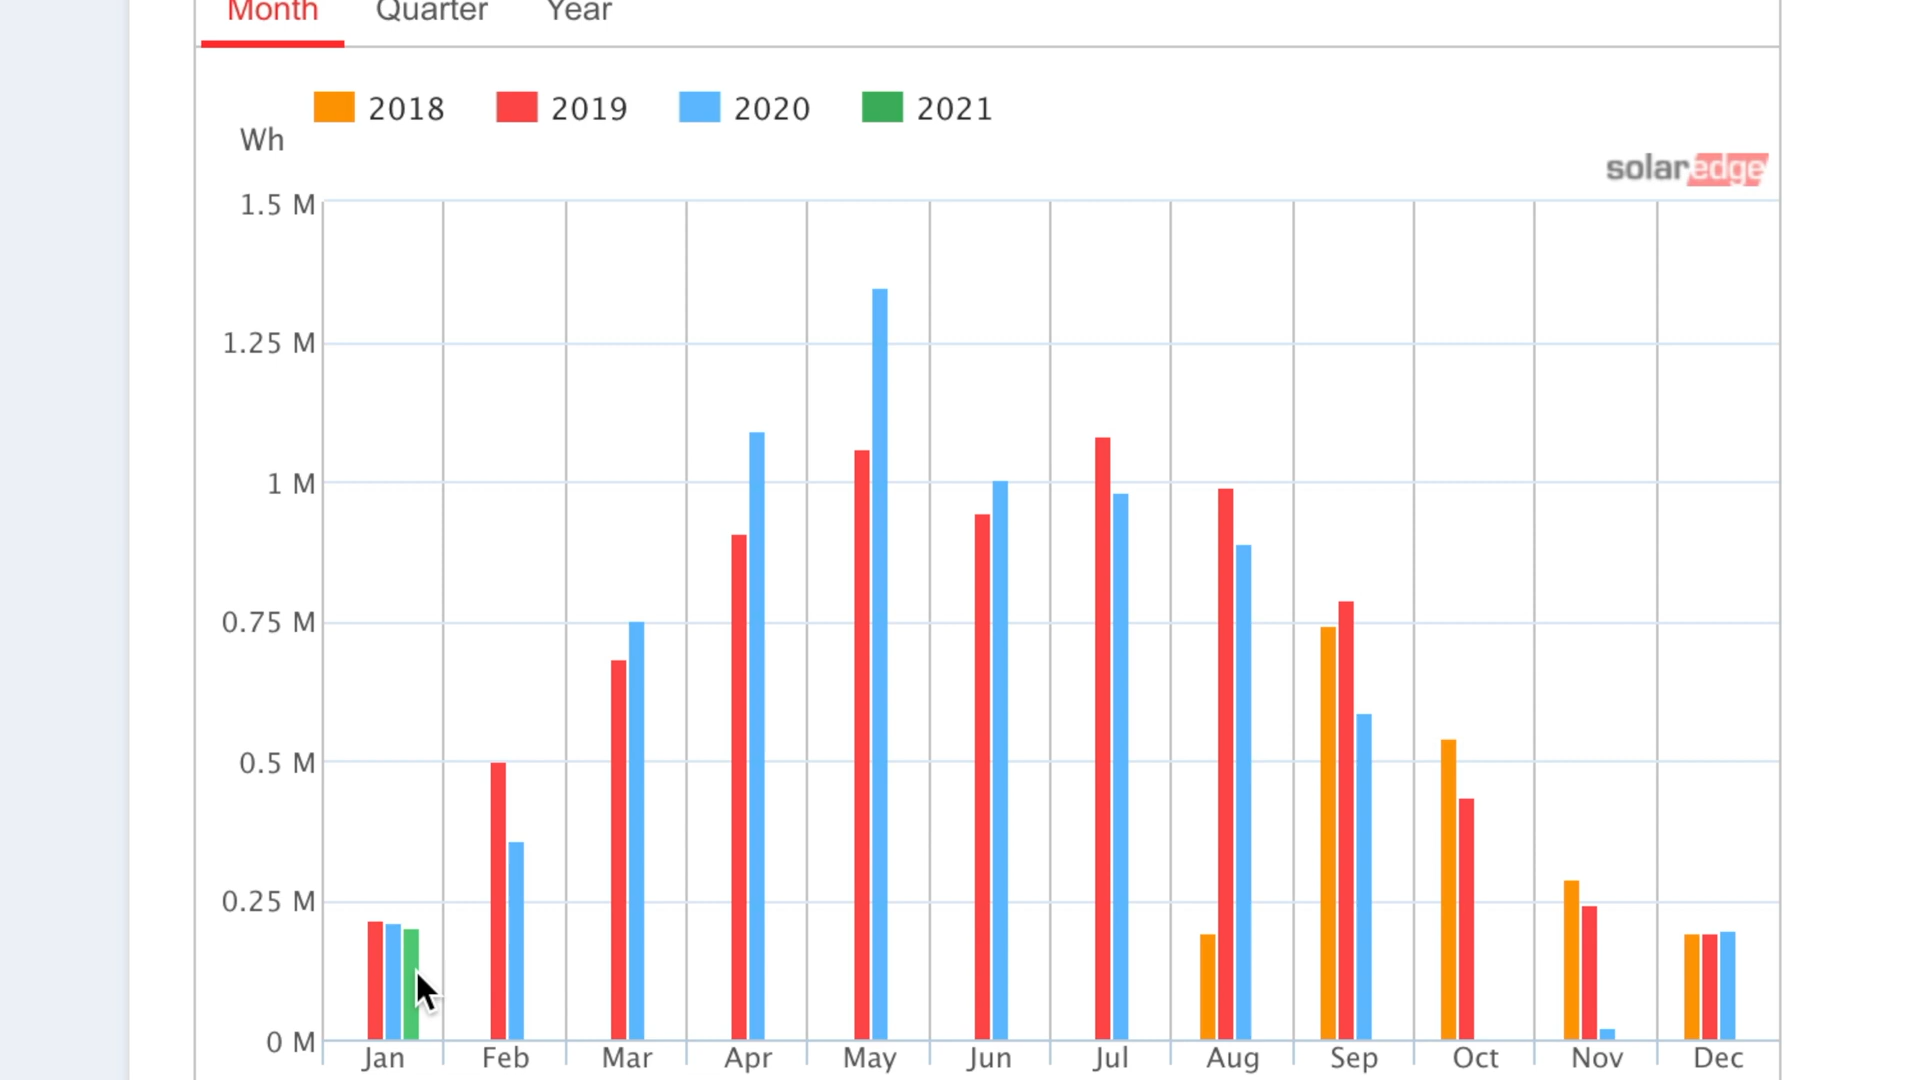 Month Quarter Year
2018 2019 2020 2021
Wh
solaredge
1.5 M
1.25 M
1 M
0.75 M
0.5 M
0.25 M
0 M
Jan Feb Mar Apr May Jun Jul Aug Sep Oct Nov Dec